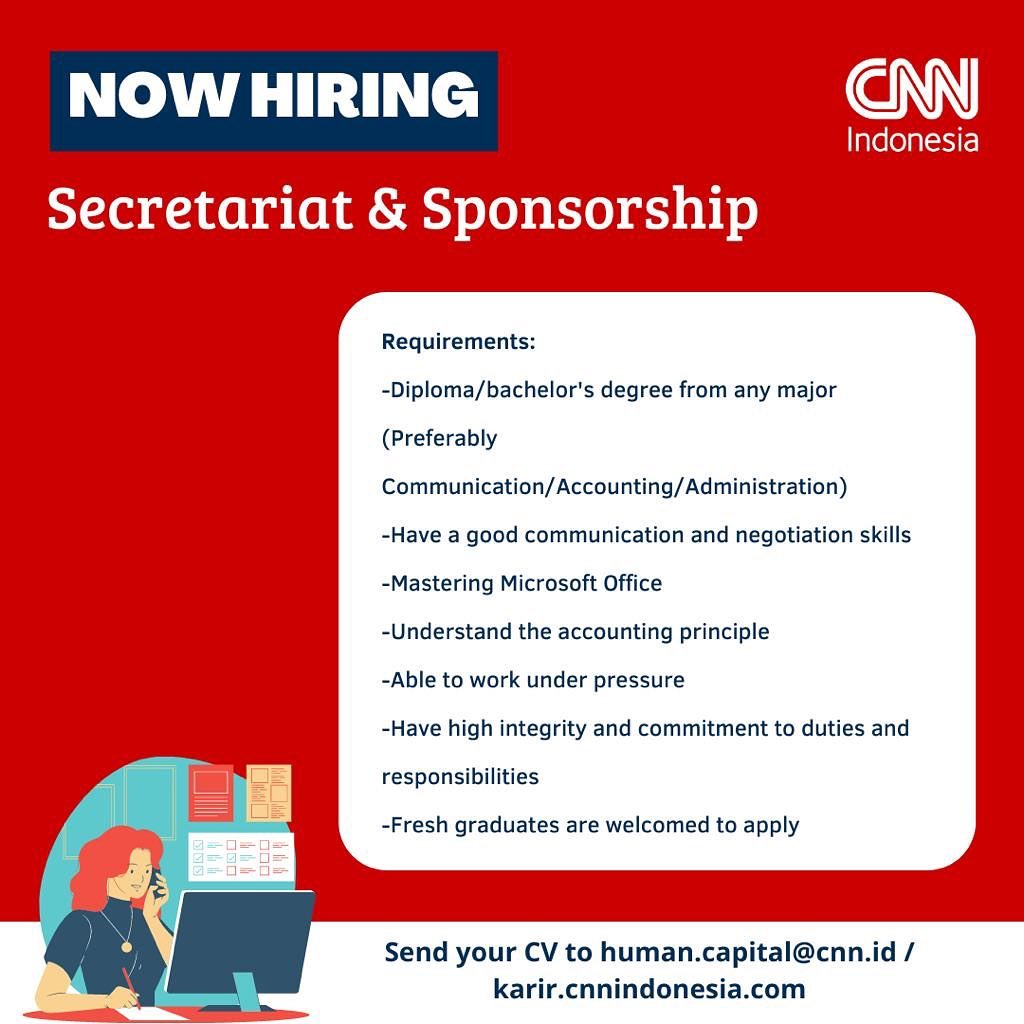 NOW HIRING
CNN
Indonesia
Secretariat & Sponsorship
Requirements:
-Diploma/bachelor's degree from any major
(Preferably
Communication/Accounting/Administration)
-Have a good communication and negotiation skills
-Mastering Microsoft Office
-Understand the accounting principle
-Able to work under pressure
-Have high integrity and commitment to duties and
responsibilities
-Fresh graduates are welcomed to apply
Send your CV to human.capital@cnn.id /
karir.cnnindonesia.com